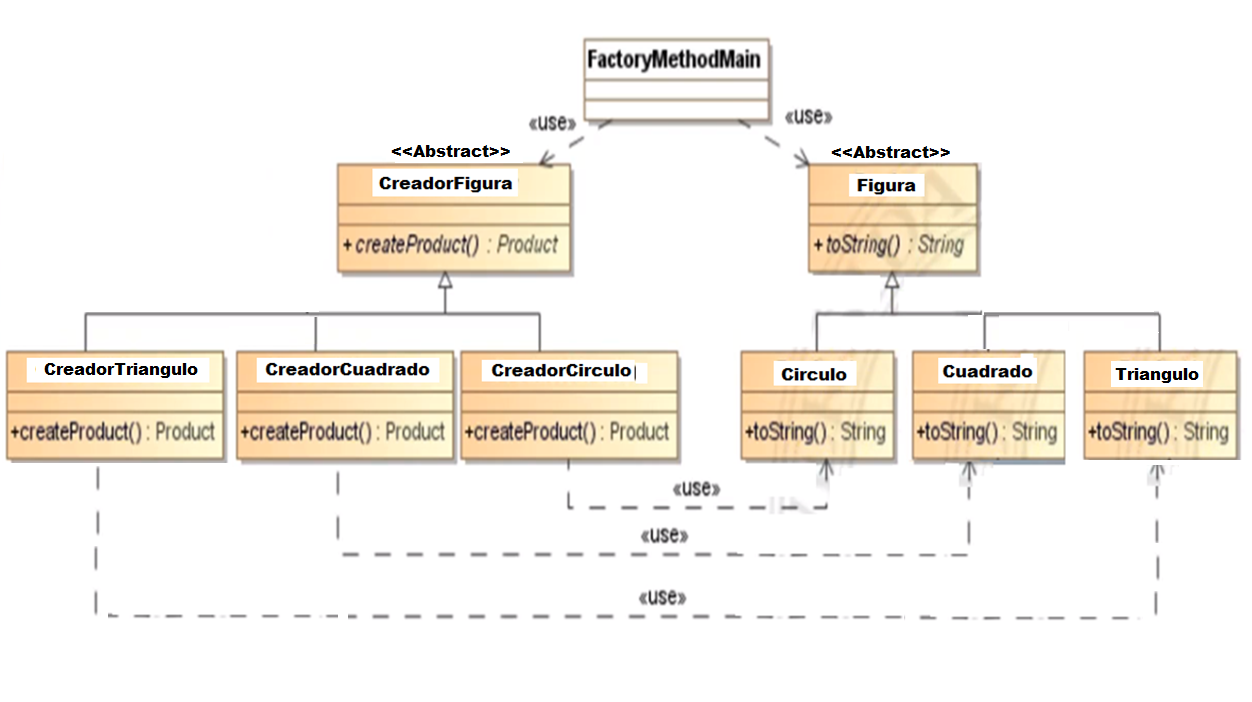 FactoryMethodMain
«use»
«use»
<<Abstract>>
<<Abstract>>
CreadorFigura
Figura
+ createProduct() : Product
+ toString() : String
CreadorTriangulo
CreadorCuadrado
CreadorCirculo
Circulo
Cuadrado
Triangulo
+createProduct() : Product
+createProduct() : Product
+createProduct() : Product
+toString() : String
+toString() : String
+toString() : String
«use»
«use»
«use»